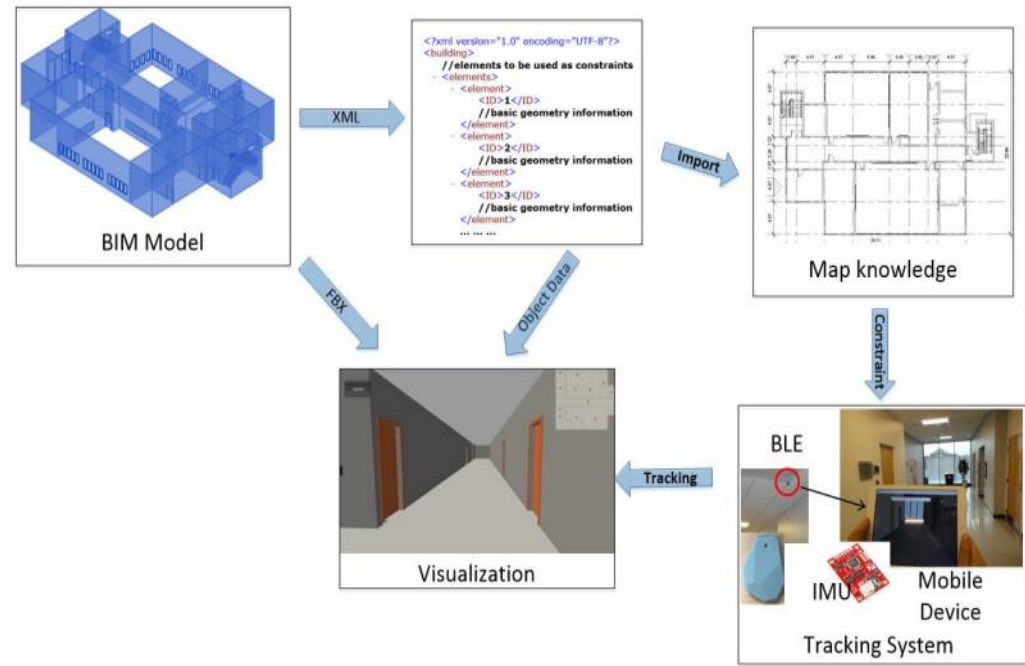 BIM Model
XML
<?xml version="1.0" encoding="UTF-8"?>
<building>
//elements to be used as constraints
- <elements>
- <element>
<ID>1</ID>
//basic geometry information
</element>
- <element>
<ID>2</ID>
//basic geometry information
</element>
- <element>
<ID>3</ID>
//basic geometry information
</element>
... ... ...
Import
Map knowledge
FBX
Object Data
Constraint
Visualization
Tracking
BLE
IMU
Mobile
Device
Tracking System